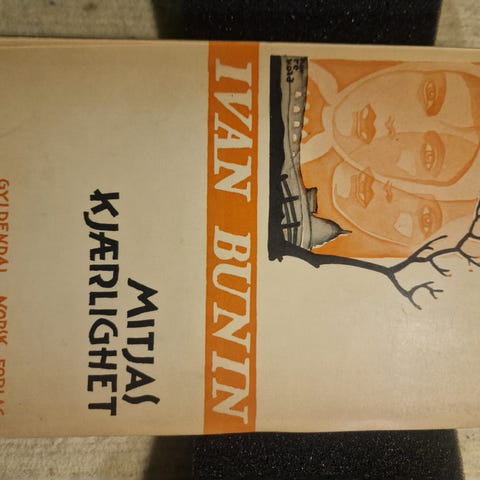 IVAN BUNIN
MITJAS
KJÆRLIGHET
GYLDENDAL NORSK FORLAG